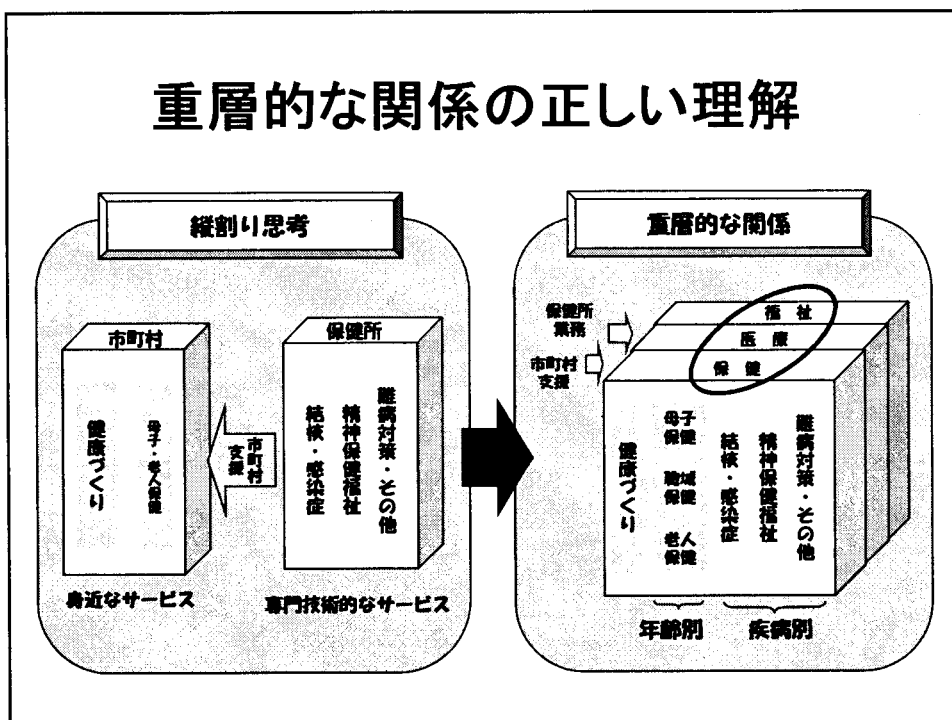 重層的な関係の正しい理解
縦割り思考
市町村
健康づくり
母子・老人保健
身近なサービス
市町村
支援
保健所
結核・感染症
精神保健福祉
難病対策・その他
専門技術的なサービス
重層的な関係
保健所
業務
市町村
支援
福祉
医療
保健
健康づくり
母子
保健
職域
保健
老人
保健
結核・感染症
精神保健福祉
難病対策・その他
年齢別
疾病別